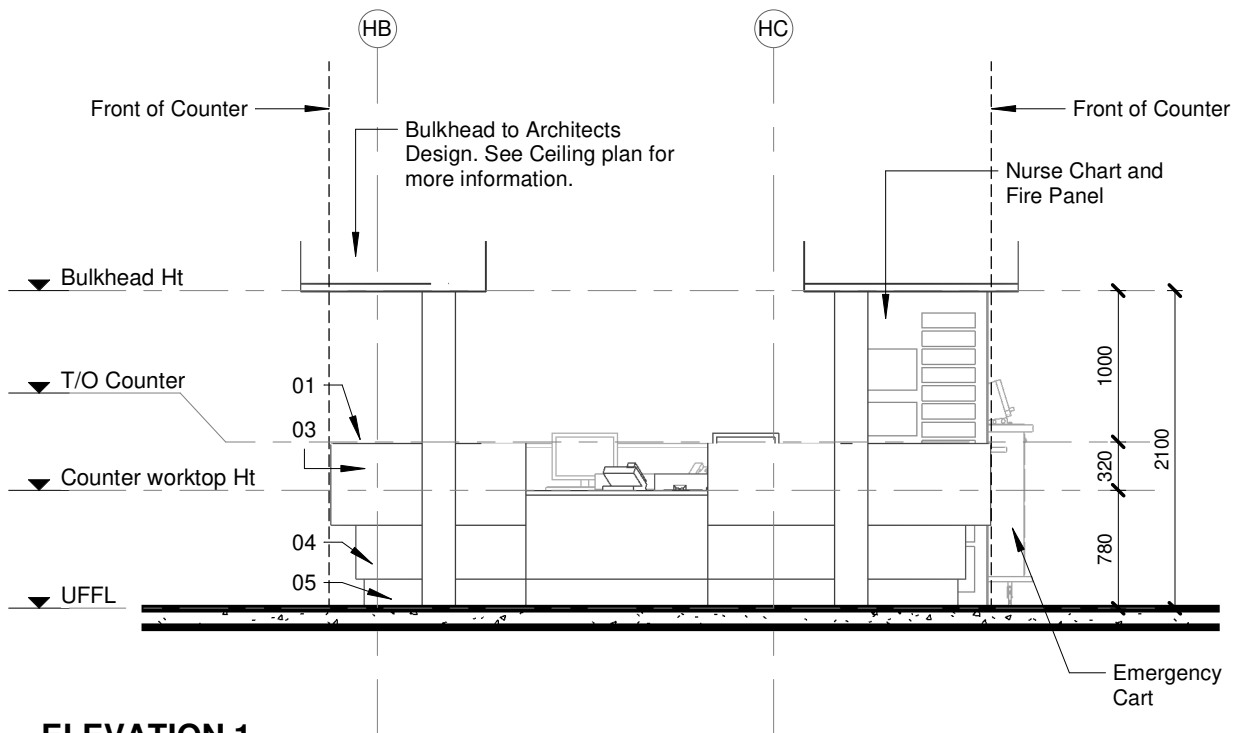 HB
HC
Front of Counter
Front of Counter
Bulkhead to Architects
Design. See Ceiling plan for
more information.
Nurse Chart and
Fire Panel
Bulkhead Ht
T/O Counter
01
03
Counter worktop Ht
04
05
UFFL
1000
320
2100
780
Emergency
Cart
ELEVATION 1